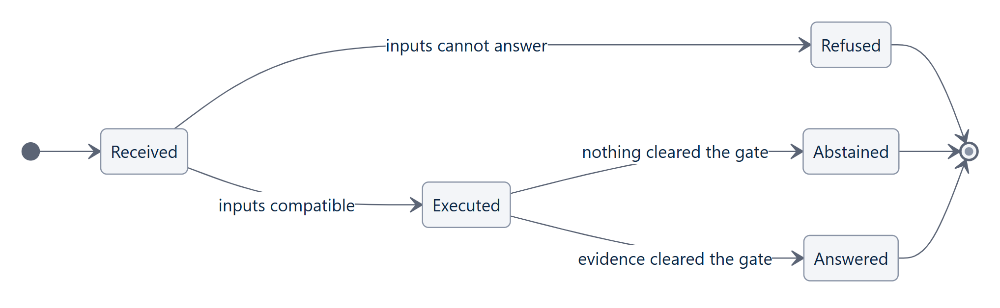 inputs cannot answer
Refused
Received
nothing cleared the gate
Abstained
inputs compatible
Executed
evidence cleared the gate
Answered